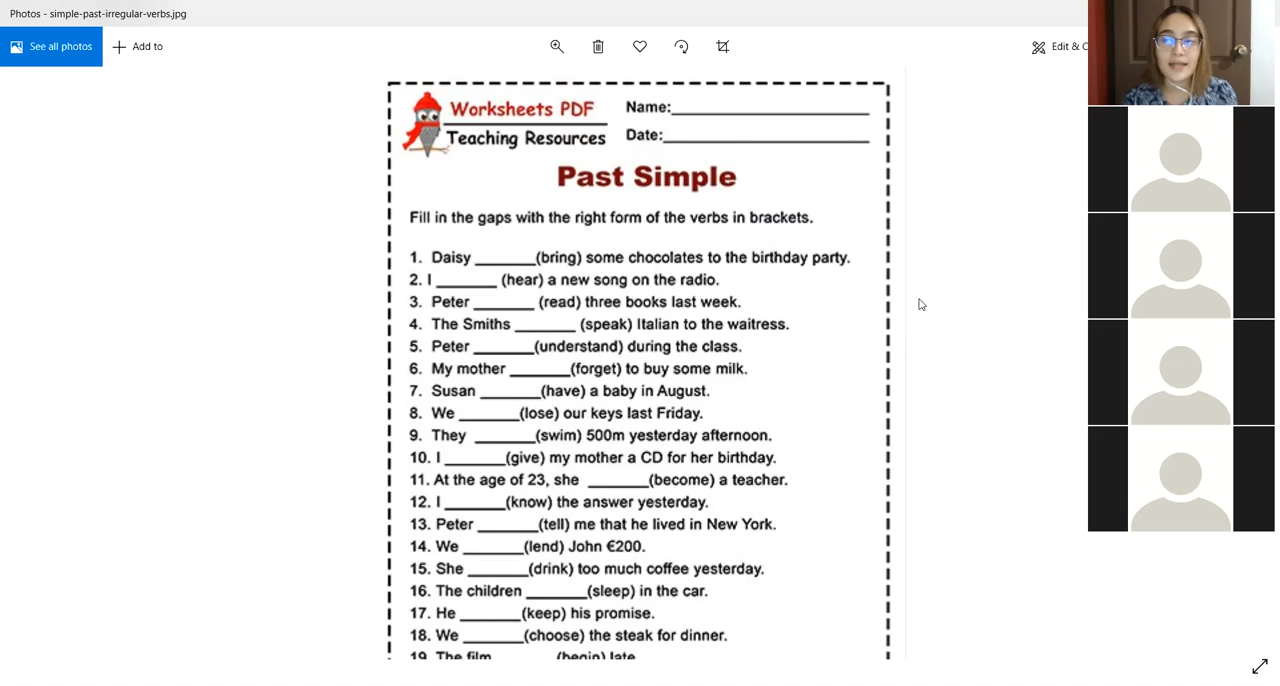 Photos - simple-past-irregular-verbs.jpg
See all photos
Add to
Edit & C
Worksheets PDF
Teaching Resources
Name:
Date:
Past Simple
Fill in the gaps with the right form of the verbs in brackets.
1. Daisy _______(bring) some chocolates to the birthday party.
2. I _______ (hear) a new song on the radio.
3. Peter _______ (read) three books last week.
4. The Smiths _______ (speak) Italian to the waitress.
5. Peter _______(understand) during the class.
6. My mother _______(forget) to buy some milk.
7. Susan _______(have) a baby in August.
8. We _______(lose) our keys last Friday.
9. They _______(swim) 500m yesterday afternoon.
10. I _______(give) my mother a CD for her birthday.
11. At the age of 23, she _______(become) a teacher.
12. I _______(know) the answer yesterday.
13. Peter _______(tell) me that he lived in New York.
14. We _______(lend) John €200.
15. She _______(drink) too much coffee yesterday.
16. The children _______(sleep) in the car.
17. He _______(keep) his promise.
18. We _______(choose) the steak for dinner.
19. The film _______(begin) late